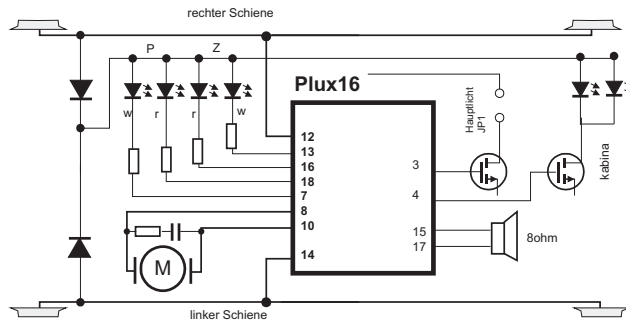 rechter Schiene
P Z
Plux16
w r r w
Hauptlicht
JP1
kabina
12
13
16
18
7
8
10
14
3
4
15
17
8ohm
M
linker Schiene